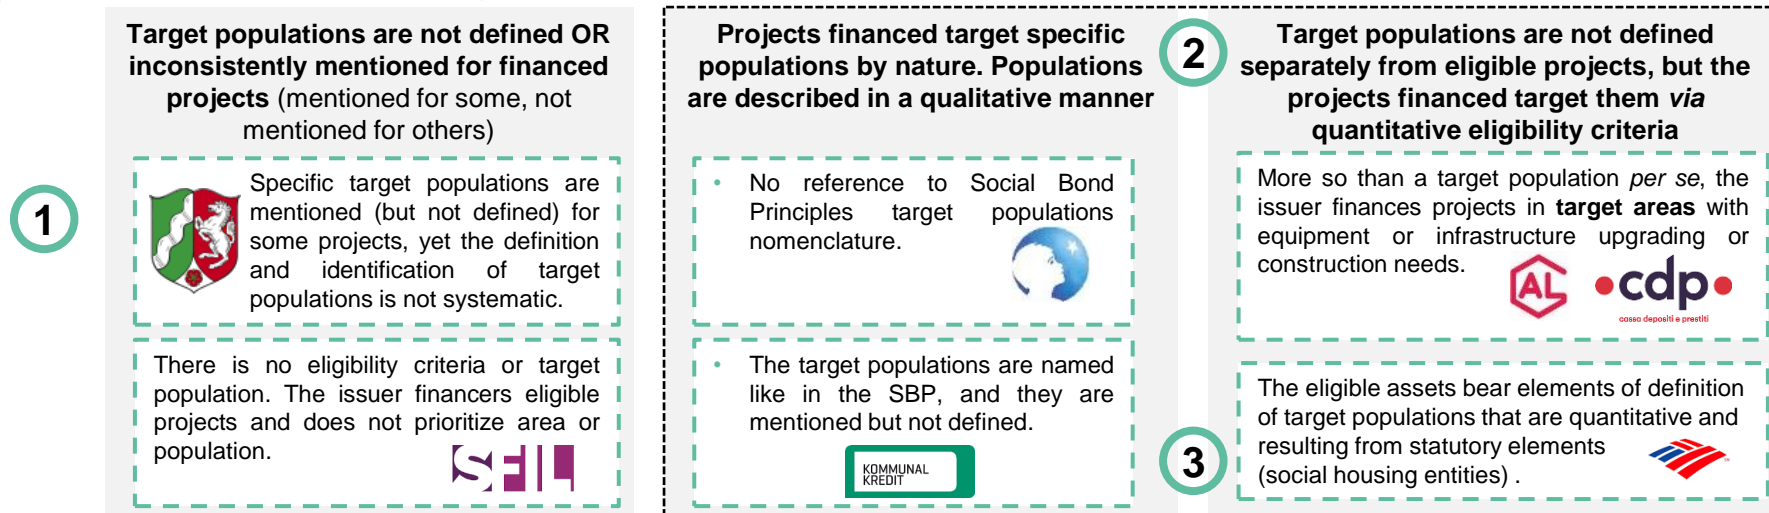 1
Target populations are not defined OR
inconsistently mentioned for financed
projects (mentioned for some, not
mentioned for others)
Specific target populations are
mentioned (but not defined) for
some projects, yet the definition
and identification of target
populations is not systematic.
There is no eligibility criteria or target
population. The issuer financers eligible
projects and does not prioritize area or
population.
SFIL
Projects financed target specific
populations by nature. Populations
are described in a qualitative manner
• No reference to Social Bond
Principles target populations
nomenclature.
• The target populations are named
like in the SBP, and they are
mentioned but not defined.
KOMMUNAL
KREDIT
2
Target populations are not defined
separately from eligible projects, but the
projects financed target them via
quantitative eligibility criteria
More so than a target population per se, the
issuer finances projects in target areas with
equipment or infrastructure upgrading or
construction needs.
AL
cdp
cassa depositi e prestiti
3
The eligible assets bear elements of definition
of target populations that are quantitative and
resulting from statutory elements
(social housing entities) .